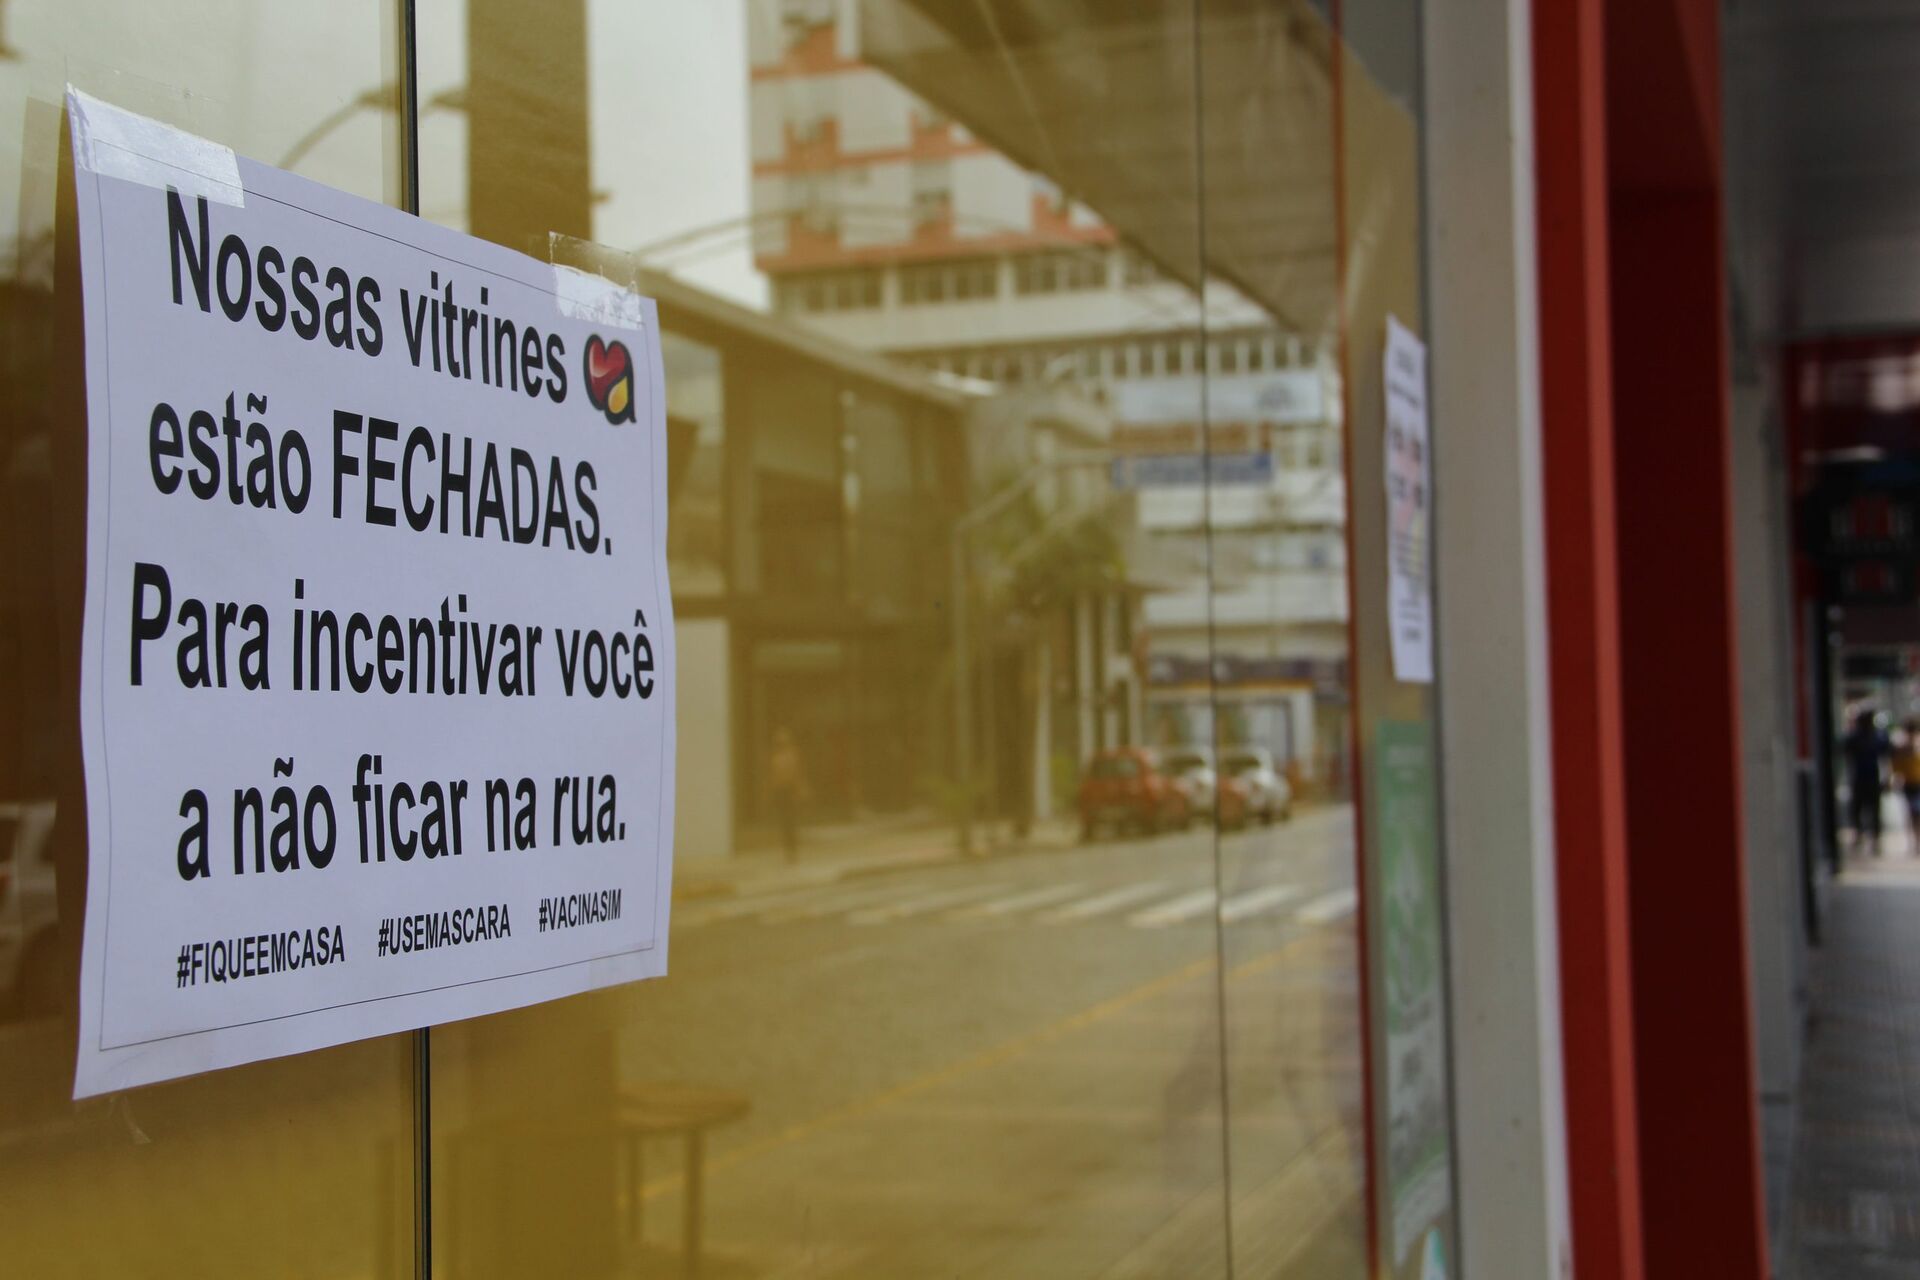 Nossas vitrines
estão FECHADAS.
Para incentivar você
a não ficar na rua.
#FIQUEEMCASA #USEMASCARA #VACINASIM